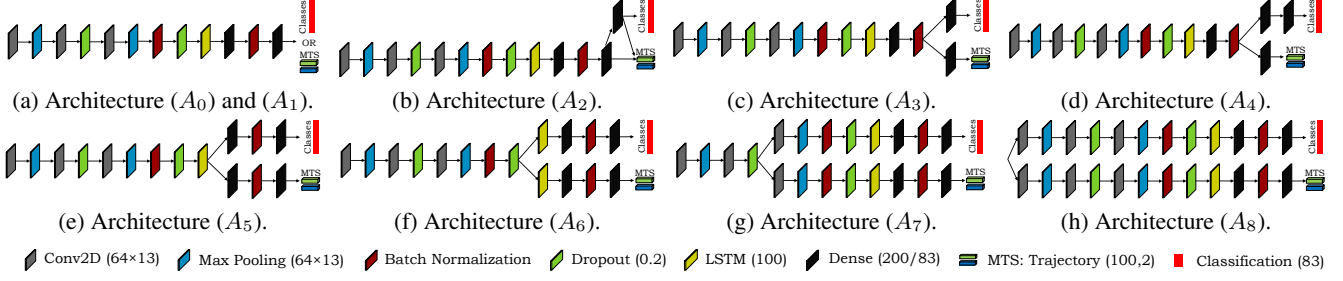 Classes
OR
MTS
(a) Architecture (A0) and (A1).
Classes
MTS
(b) Architecture (A2).
Classes
MTS
(c) Architecture (A3).
Classes
MTS
(d) Architecture (A4).
Classes
MTS
(e) Architecture (A5).
Classes
MTS
(f) Architecture (A6).
Classes
MTS
(g) Architecture (A7).
Classes
MTS
(h) Architecture (A8).
Conv2D (64×13) Max Pooling (64×13) Batch Normalization Dropout (0.2) LSTM (100) Dense (200/83) MTS: Trajectory (100,2) Classification (83)